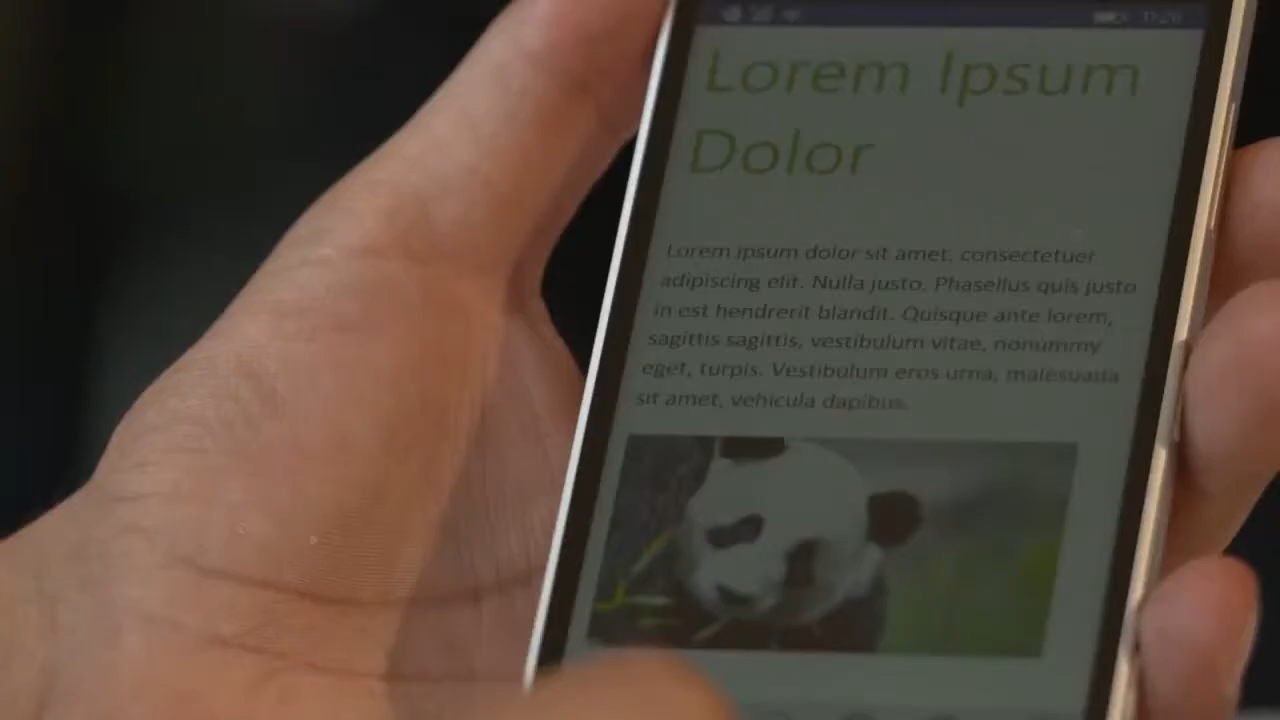 11:20
Lorem Ipsum
Dolor
Lorem ipsum dolor sit amet, consectetuer
adipiscing elit. Nulla justo. Phasellus quis justo
in est hendrerit blandit. Quisque ante lorem,
sagittis sagittis, vestibulum vitae, nonummy
eget, turpis. Vestibulum eros urna, malesuada
sit amet, vehicula dapibus.